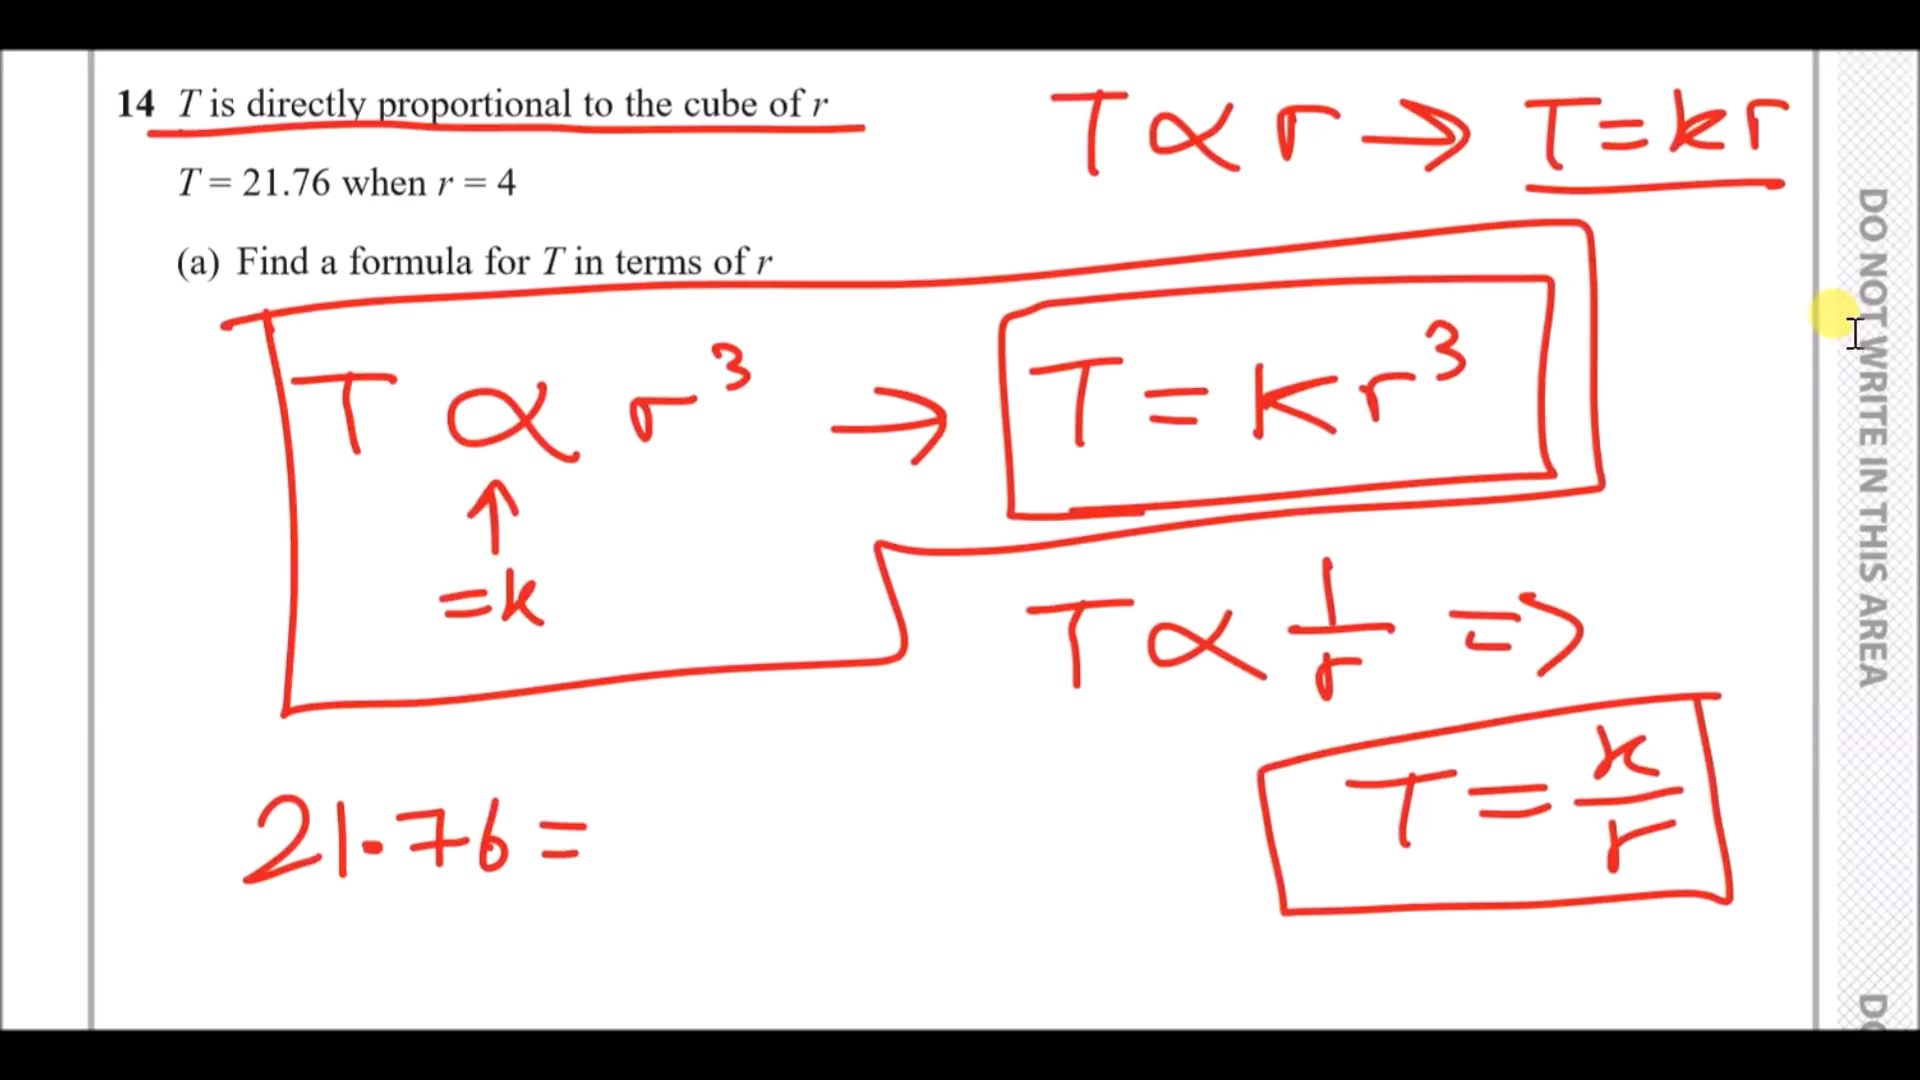 14 T is directly proportional to the cube of r
T ∝ r → T = kr
T = 21.76 when r = 4
(a) Find a formula for T in terms of r
T ∝ r³ → T = Kr³
= k
T ∝ 1/r ⇒
T = k/r
21.76 =
DO NOT WRITE IN THIS AREA
DO